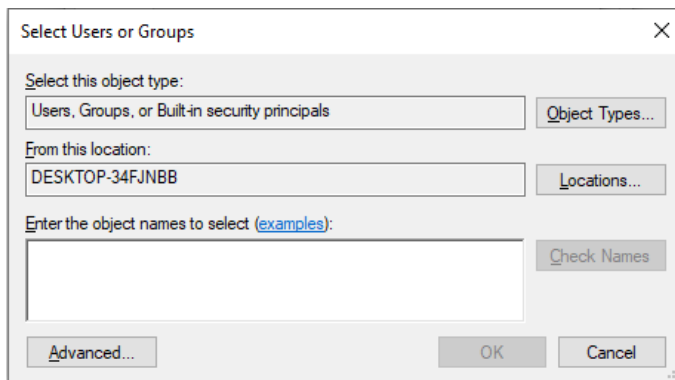 Select Users or Groups
Select this object type:
Users, Groups, or Built-in security principals
Object Types...
From this location:
DESKTOP-34FJNBB
Locations...
Enter the object names to select (examples):
Check Names
Advanced...
OK
Cancel